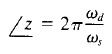 ∠z = 2π ω_d / ω_s